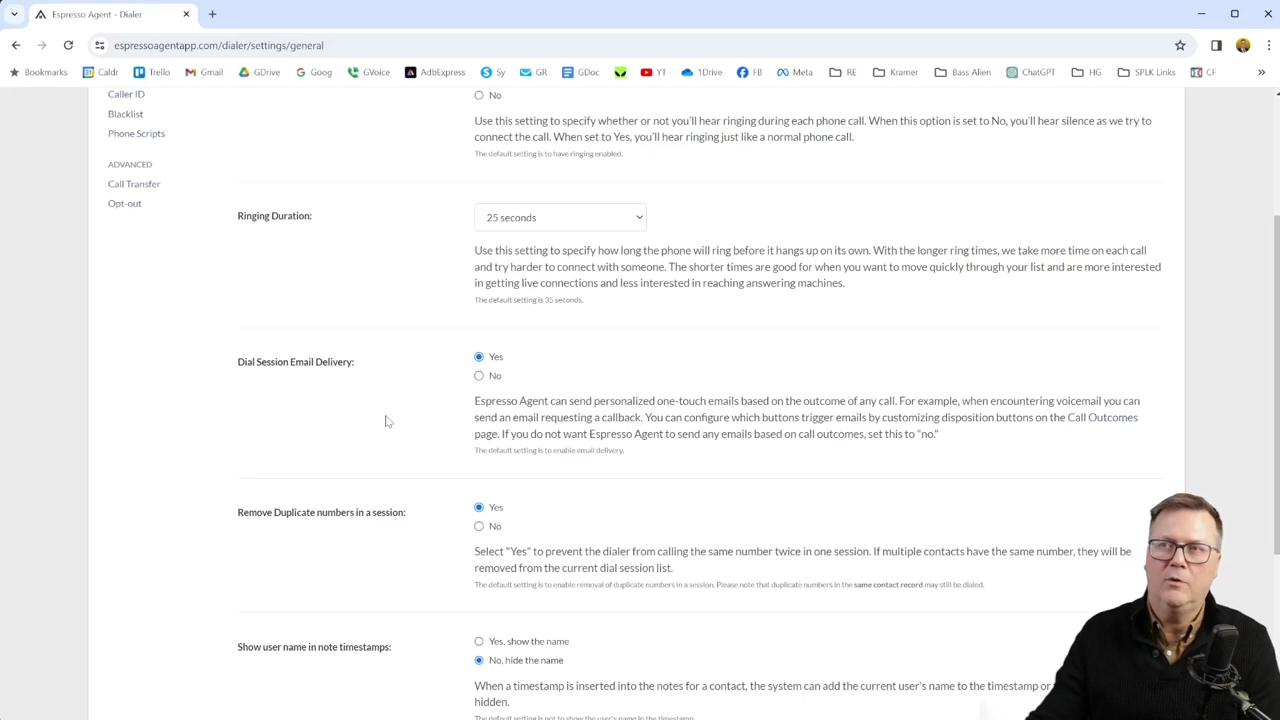 Espresso Agent - Dialer
espressoagentapp.com/dialer/settings/general
Bookmarks Caldr Trello Gmail GDrive Goog GVoice AdbExpress Sy GR GDoc YT 1Drive FB Meta RE Kramer Bass Alien ChatGPT HG SPLK Links CF
Caller ID
Blacklist
Phone Scripts
ADVANCED
Call Transfer
Opt-out
No
Use this setting to specify whether or not you'll hear ringing during each phone call. When this option is set to No, you'll hear silence as we try to
connect the call. When set to Yes, you'll hear ringing just like a normal phone call.
The default setting is to have ringing enabled.
Ringing Duration:
25 seconds
Use this setting to specify how long the phone will ring before it hangs up on its own. With the longer ring times, we take more time on each call
and try harder to connect with someone. The shorter times are good for when you want to move quickly through your list and are more interested
in getting live connections and less interested in reaching answering machines.
The default setting is 35 seconds.
Dial Session Email Delivery:
Yes
No
Espresso Agent can send personalized one-touch emails based on the outcome of any call. For example, when encountering voicemail you can
send an email requesting a callback. You can configure which buttons trigger emails by customizing disposition buttons on the Call Outcomes
page. If you do not want Espresso Agent to send any emails based on call outcomes, set this to "no."
The default setting is to enable email delivery.
Remove Duplicate numbers in a session:
Yes
No
Select "Yes" to prevent the dialer from calling the same number twice in one session. If multiple contacts have the same number, they will be
removed from the current dial session list.
The default setting is to enable removal of duplicate numbers in a session. Please note that duplicate numbers in the same contact record may still be dialed.
Show user name in note timestamps:
Yes, show the name
No, hide the name
When a timestamp is inserted into the notes for a contact, the system can add the current user's name to the timestamp or
hidden.
The default setting is not to show the user's name in the timestamp.